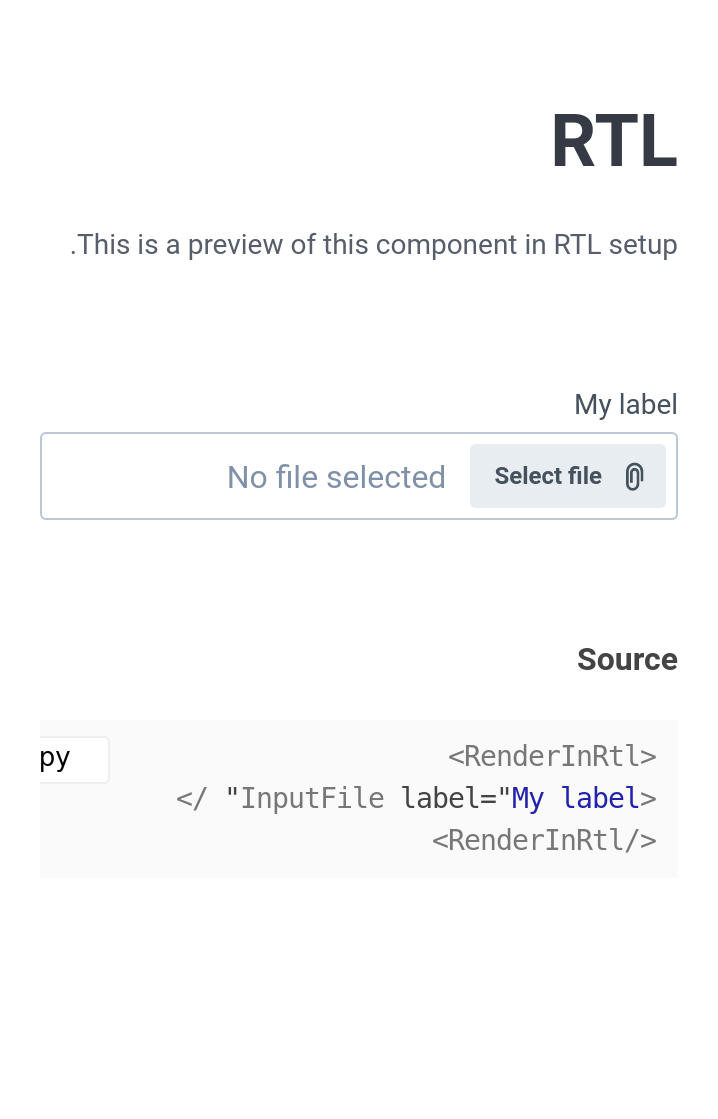 RTL
.This is a preview of this component in RTL setup
My label
No file selected Select file
Source
py <RenderInRtl>
</ "InputFile label="My label>
<RenderInRtl/>